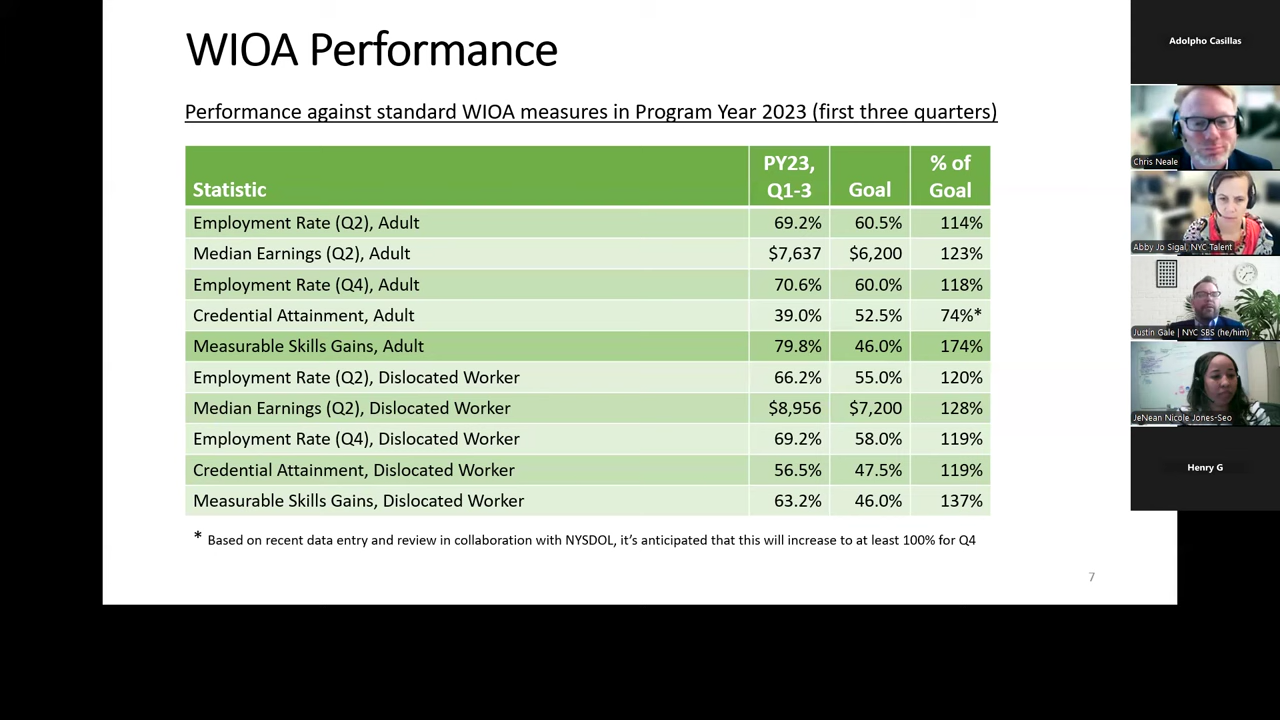 WIOA Performance
Performance against standard WIOA measures in Program Year 2023 (first three quarters)
Statistic PY23, Q1-3 Goal % of Goal
Employment Rate (Q2), Adult 69.2% 60.5% 114%
Median Earnings (Q2), Adult $7,637 $6,200 123%
Employment Rate (Q4), Adult 70.6% 60.0% 118%
Credential Attainment, Adult 39.0% 52.5% 74%*
Measurable Skills Gains, Adult 79.8% 46.0% 174%
Employment Rate (Q2), Dislocated Worker 66.2% 55.0% 120%
Median Earnings (Q2), Dislocated Worker $8,956 $7,200 128%
Employment Rate (Q4), Dislocated Worker 69.2% 58.0% 119%
Credential Attainment, Dislocated Worker 56.5% 47.5% 119%
Measurable Skills Gains, Dislocated Worker 63.2% 46.0% 137%
* Based on recent data entry and review in collaboration with NYSDOL, it's anticipated that this will increase to at least 100% for Q4
7
Adolpho Casillas
Chris Neale
Abby Jo Sigal, NYC Talent
Justin Gale | NYC SBS (he/him)
JeNean Nicole Jones-Seo
Henry G